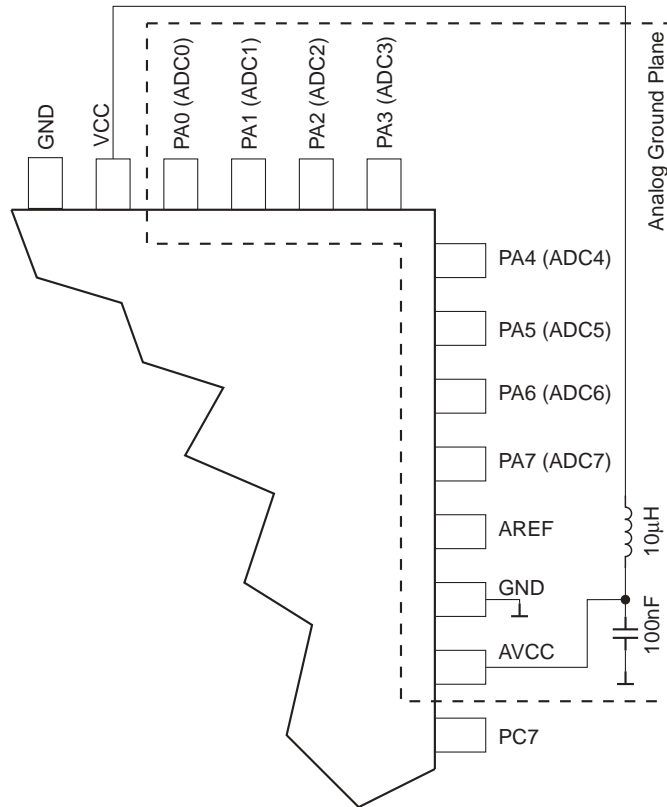 GND
VCC
PA0 (ADC0)
PA1 (ADC1)
PA2 (ADC2)
PA3 (ADC3)
Analog Ground Plane
PA4 (ADC4)
PA5 (ADC5)
PA6 (ADC6)
PA7 (ADC7)
AREF
10μH
GND
AVCC
100nF
PC7